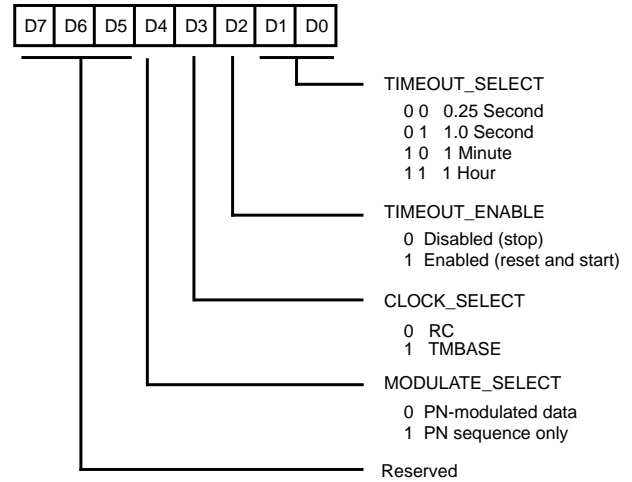 D7 D6 D5 D4 D3 D2 D1 D0
TIMEOUT_SELECT
0 0 0.25 Second
0 1 1.0 Second
1 0 1 Minute
1 1 1 Hour
TIMEOUT_ENABLE
0 Disabled (stop)
1 Enabled (reset and start)
CLOCK_SELECT
0 RC
1 TMBASE
MODULATE_SELECT
0 PN-modulated data
1 PN sequence only
Reserved